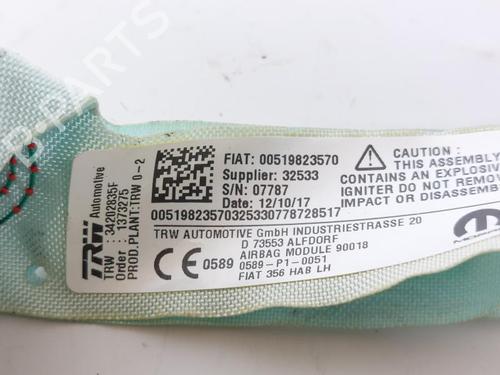 TRW Automotive
TRW : 34202835F
Order : 1373275
PROD.PLANT:TRW 0-2
FIAT: 00519823570
Supplier: 32533
S/N: 07787
Date: 12/10/17
00519823570325330778728517
TRW AUTOMOTIVE GmbH INDUSTRIESTRASSE 20
D 73553 ALFDORF
AIRBAG MODULE 90018
CE 0589 0589-P1-0051
FIAT 356 HAB LH
CAUTION:
THIS ASSEMBLY
CONTAINS AN EXPLOSIVE
IGNITER DO NOT
IMPACT OR DISASSEMB
B-PARTS